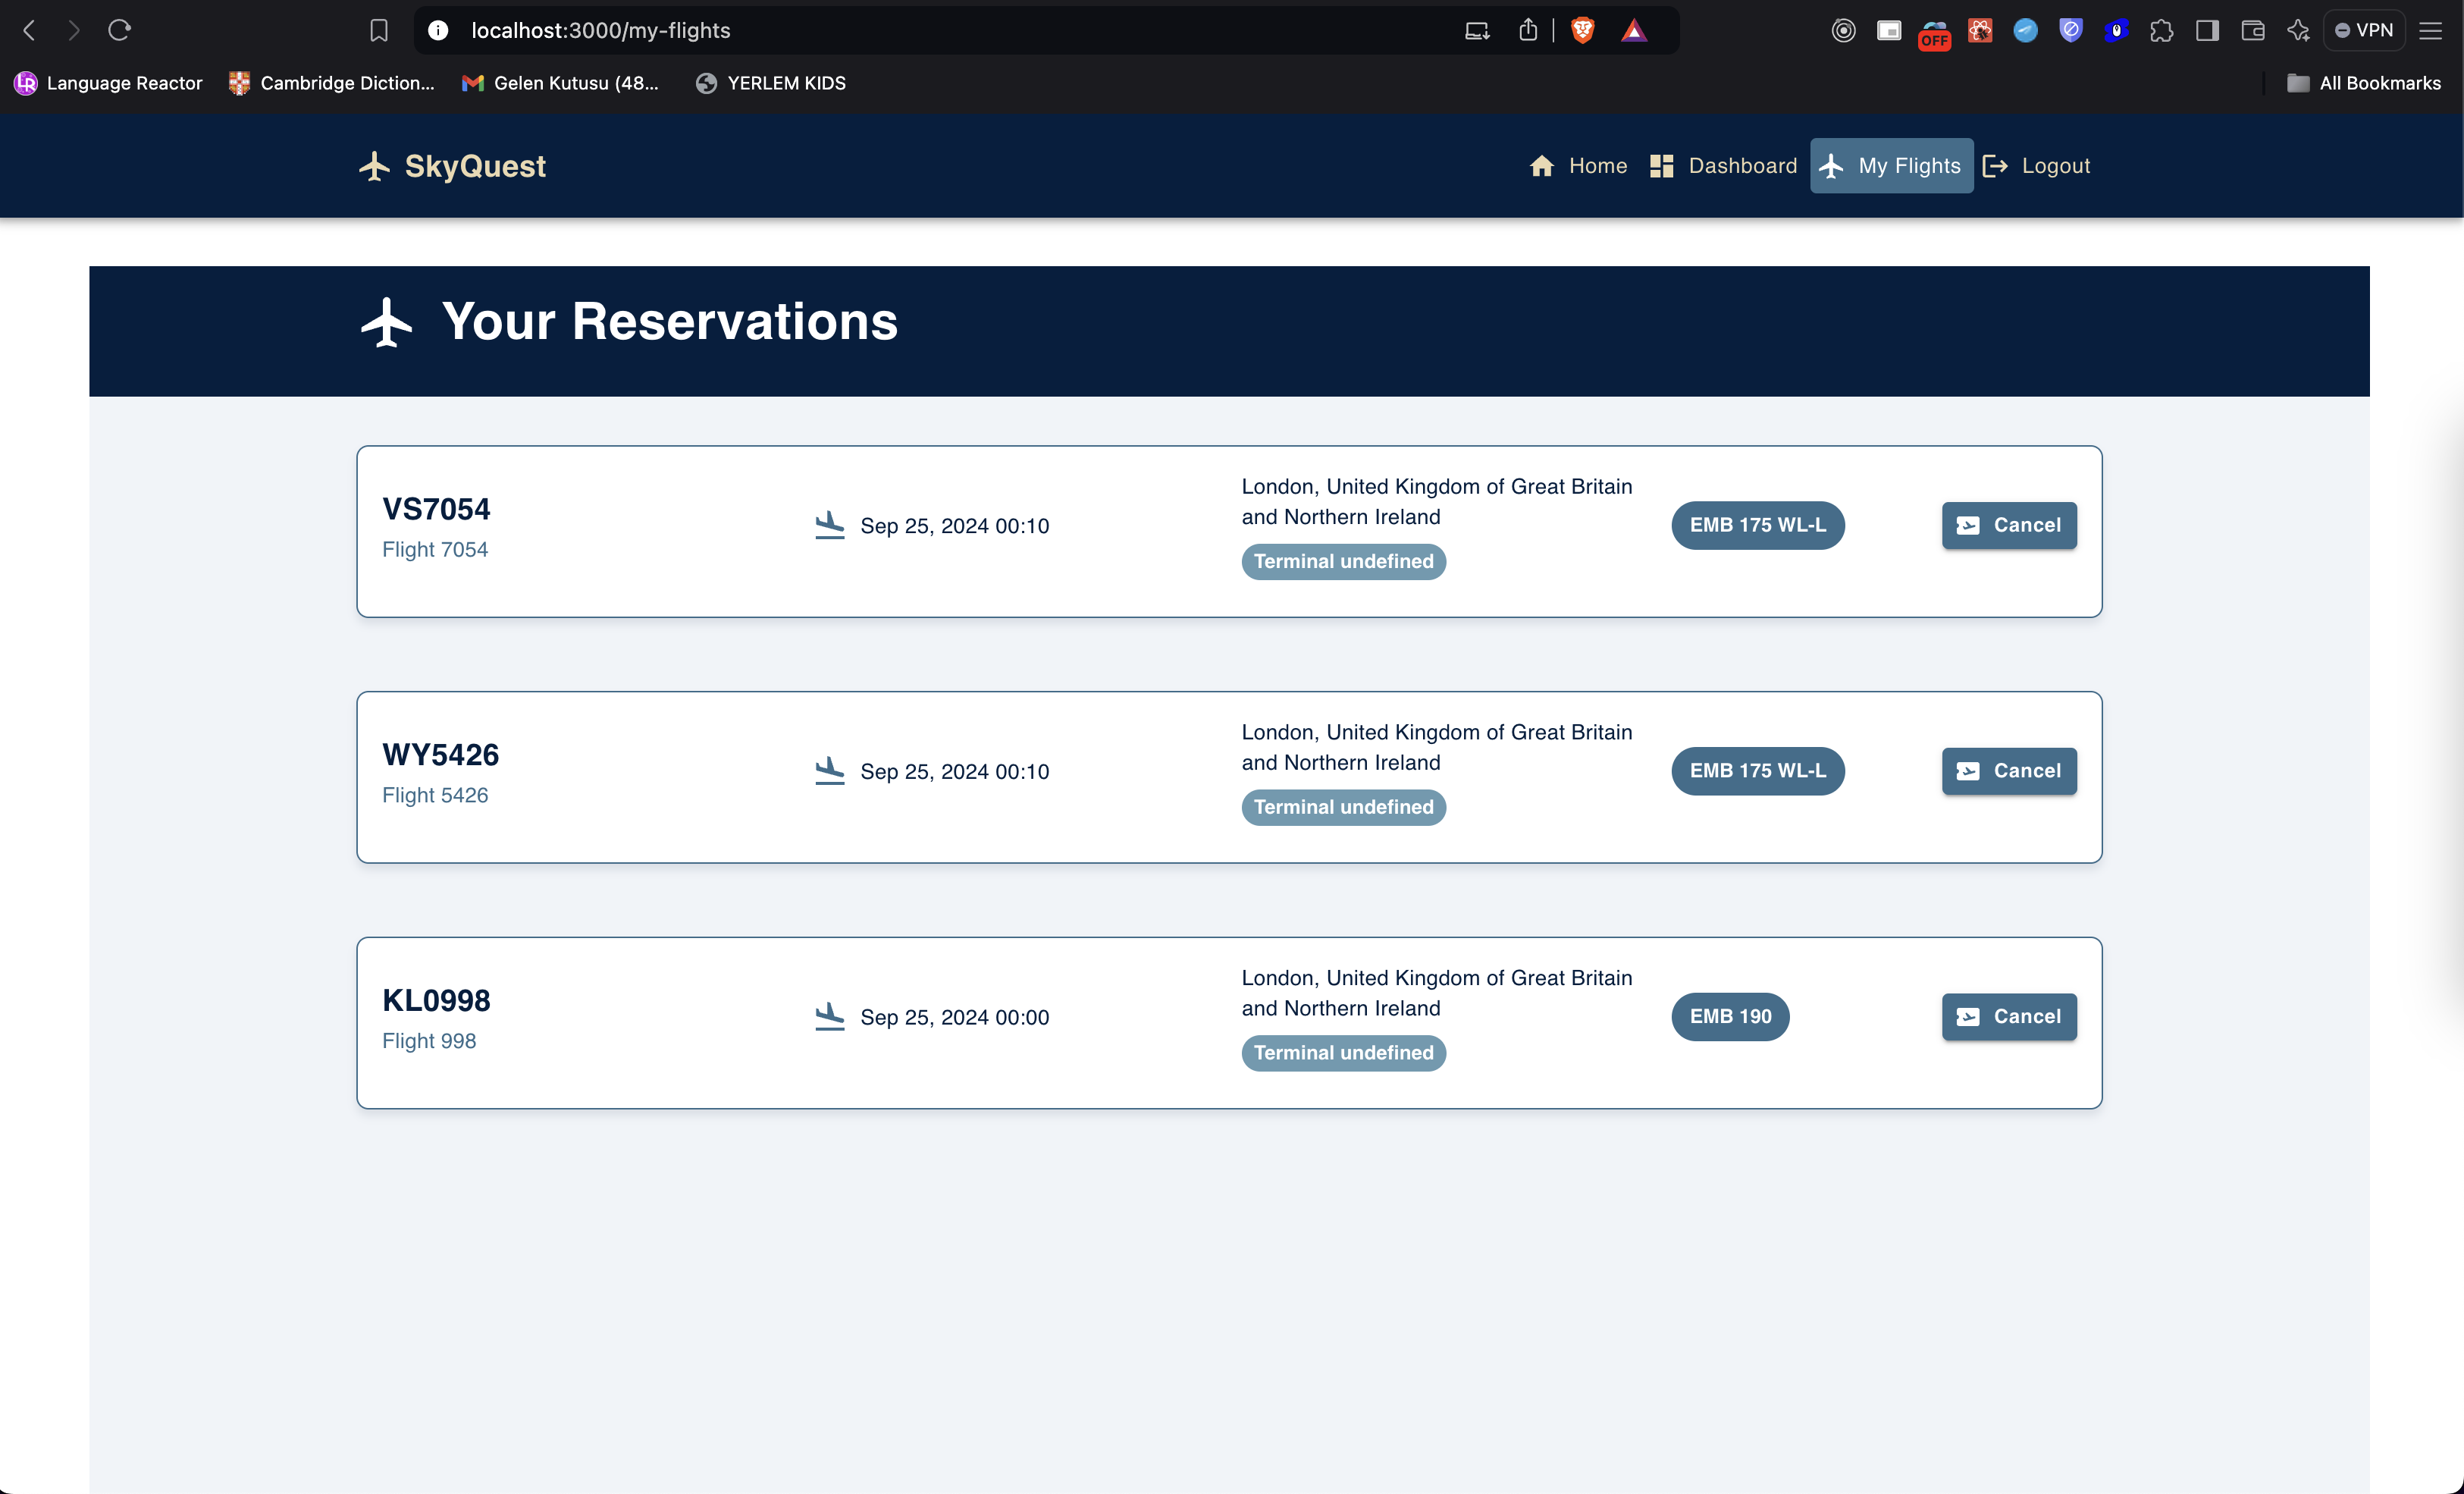 localhost:3000/my-flights
OFF
VPN
LR Language Reactor
Cambridge Diction...
Gelen Kutusu (48...
YERLEM KIDS
All Bookmarks
SkyQuest
Home
Dashboard
My Flights
Logout
Your Reservations
VS7054
Flight 7054
Sep 25, 2024 00:10
London, United Kingdom of Great Britain
and Northern Ireland
Terminal undefined
EMB 175 WL-L
Cancel
WY5426
Flight 5426
Sep 25, 2024 00:10
London, United Kingdom of Great Britain
and Northern Ireland
Terminal undefined
EMB 175 WL-L
Cancel
KL0998
Flight 998
Sep 25, 2024 00:00
London, United Kingdom of Great Britain
and Northern Ireland
Terminal undefined
EMB 190
Cancel